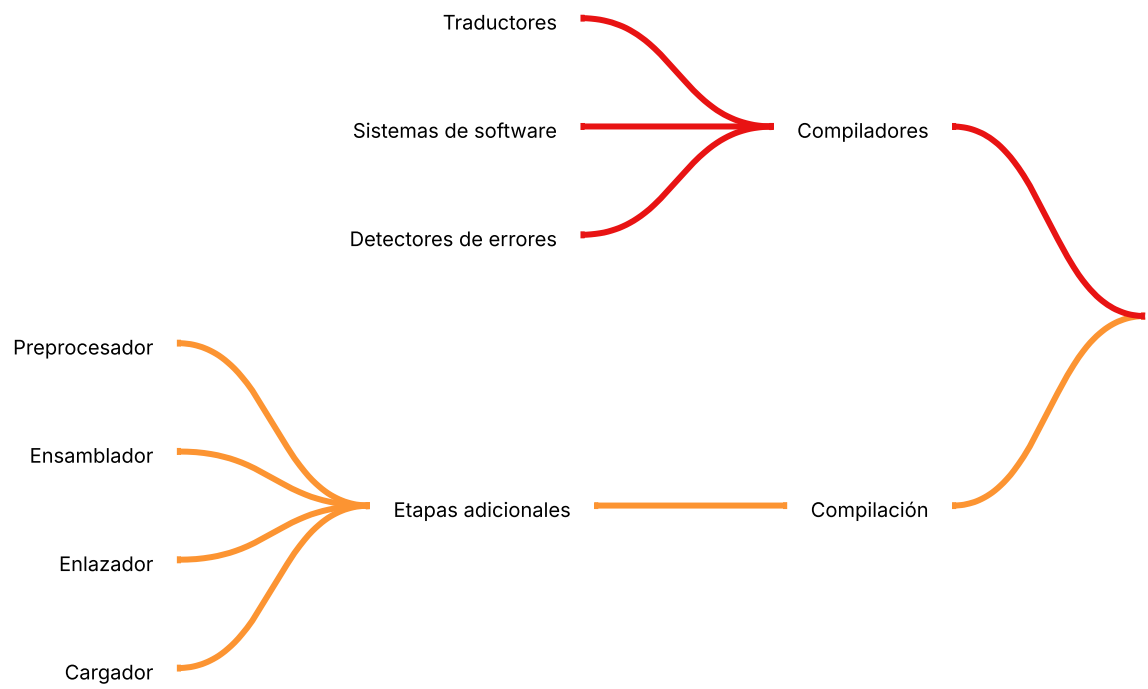 Traductores
Sistemas de software
Compiladores
Detectores de errores
Preprocesador
Ensamblador
Etapas adicionales
Compilación
Enlazador
Cargador